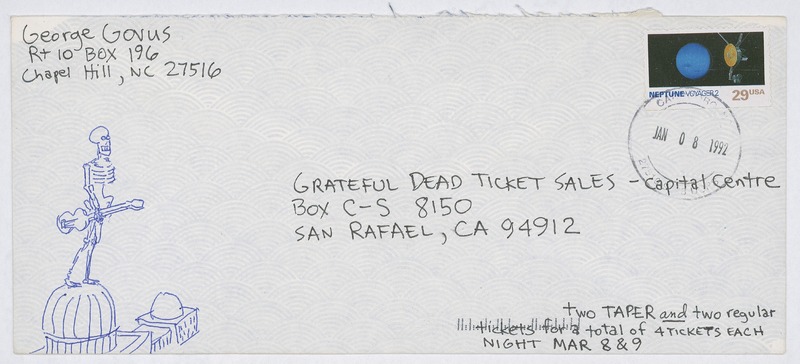 George Govus
Rt 10 Box 196
Chapel Hill, NC 27516
NEPTUNE VOYAGER 2
29 USA
JAN 08 1992
GRATEFUL DEAD TICKET SALES - Capital Centre
BOX C-S 8150
SAN RAFAEL, CA 94912
two TAPER and two regular
tickets for a total of 4 TICKETS EACH
NIGHT MAR 8 & 9